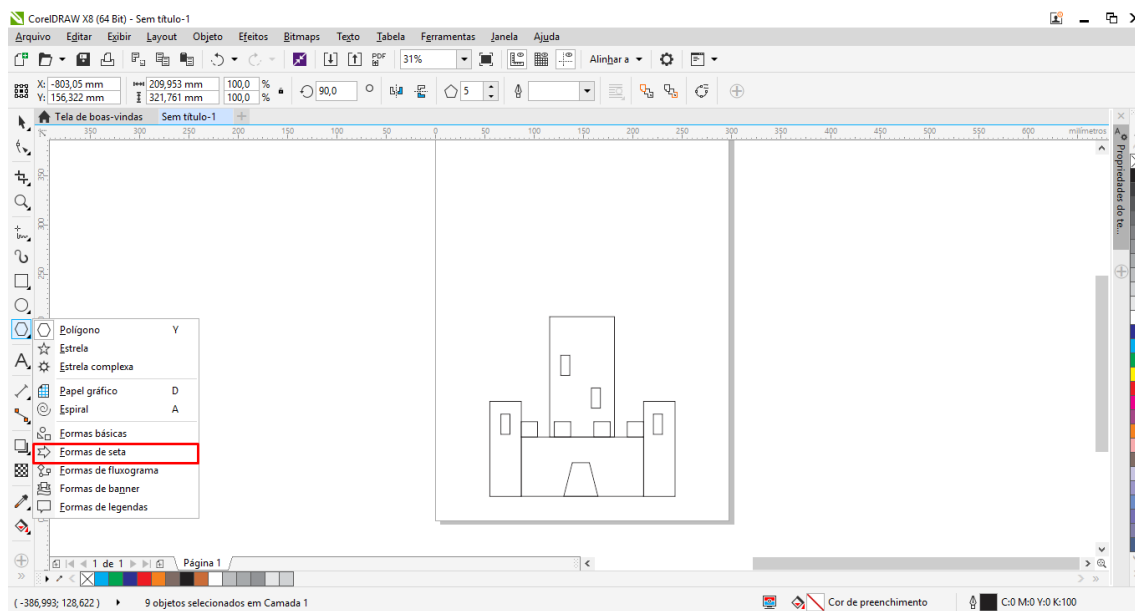 CorelDRAW X8 (64 Bit) - Sem título-1
Arquivo Editar Exibir Layout Objeto Efeitos Bitmaps Texto Tabela Ferramentas Janela Ajuda
PDF 31% Alinhar a
X: -803,05 mm 209,953 mm 100,0 % 90,0 5
Y: 156,322 mm 321,761 mm 100,0 %
Tela de boas-vindas Sem título-1
350 300 250 200 150 100 50 0 50 100 150 200 250 300 350 400 450 500 550 600 milímetros
350
300
250
Propriedades do te...
Polígono Y
Estrela
Estrela complexa
Papel gráfico D
Espiral A
Formas básicas
Formas de seta
Formas de fluxograma
Formas de banner
Formas de legendas
1 de 1 Página 1
( -386,993; 128,622 ) 9 objetos selecionados em Camada 1 Cor de preenchimento C:0 M:0 Y:0 K:100